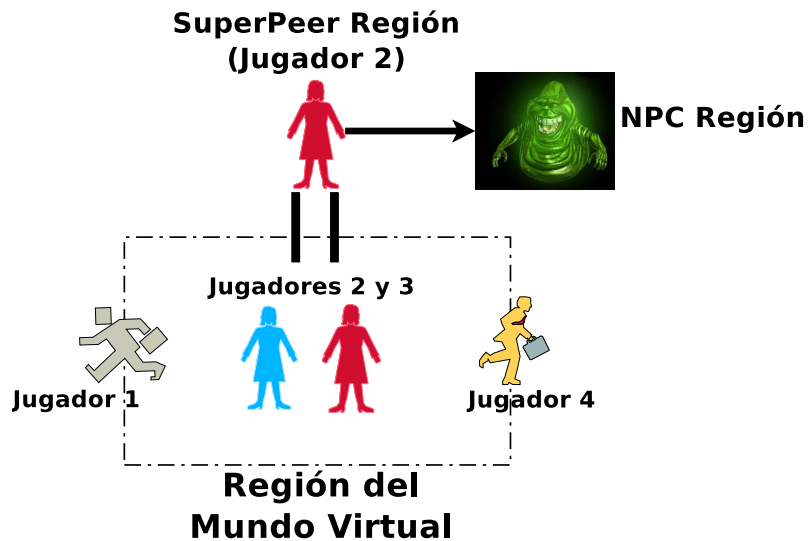 SuperPeer Región
(Jugador 2)
NPC Región
Jugadores 2 y 3
Jugador 1
Jugador 4
Región del
Mundo Virtual